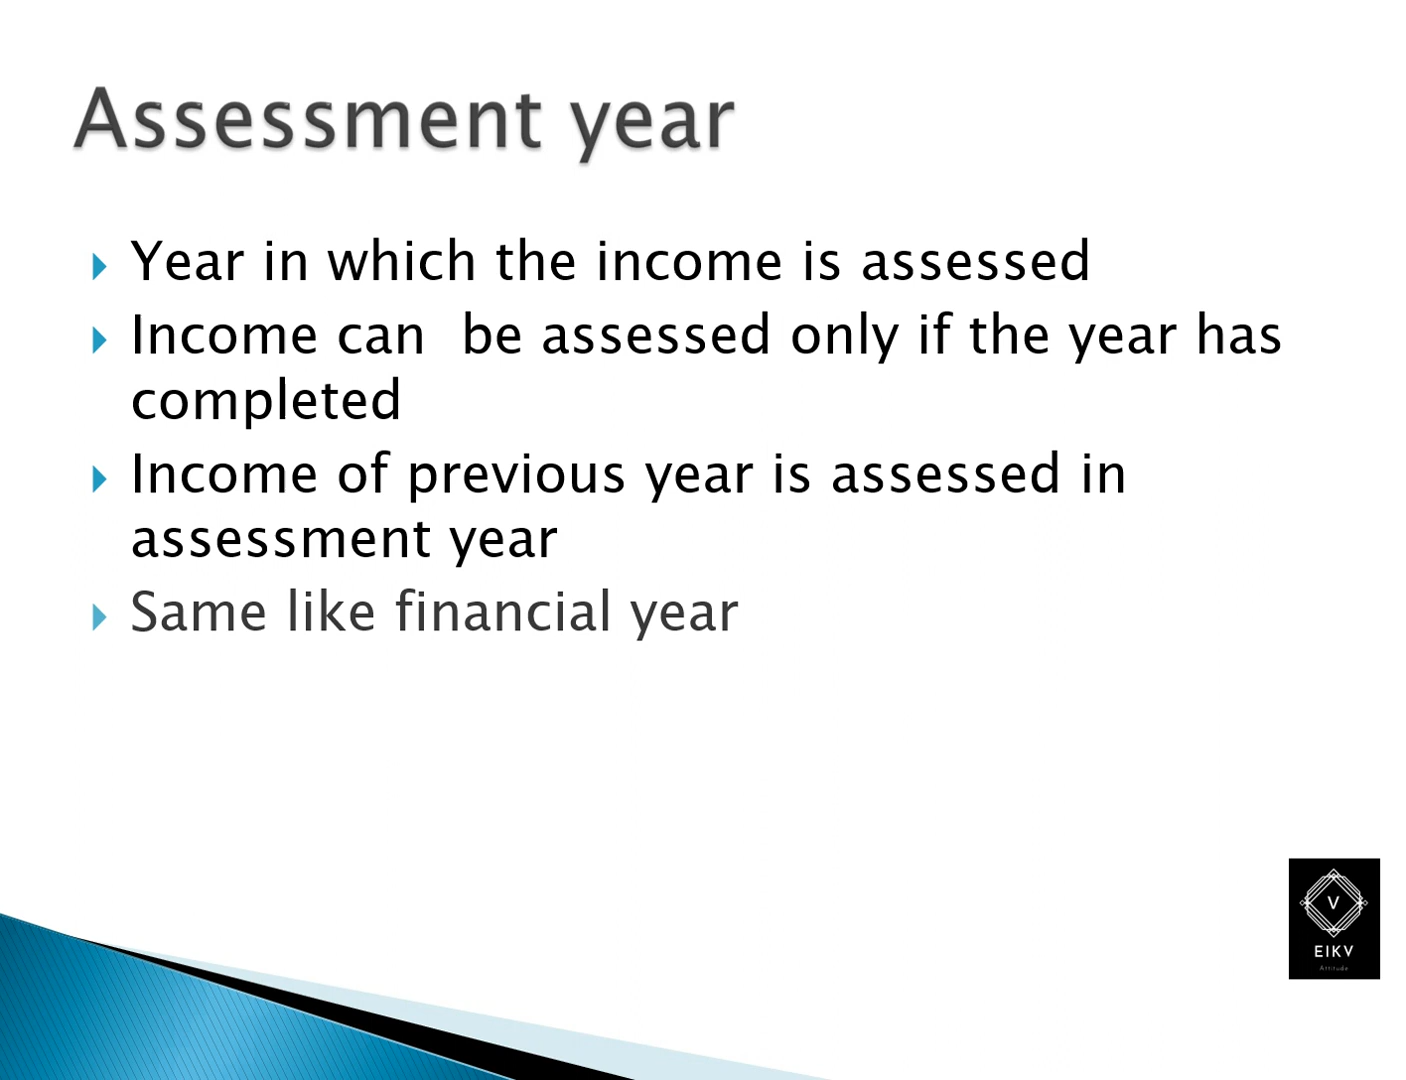 Assessment year
Year in which the income is assessed
Income can  be assessed only if the year has
completed
Income of previous year is assessed in
assessment year
Same like financial year
V
EIKV
Attitude